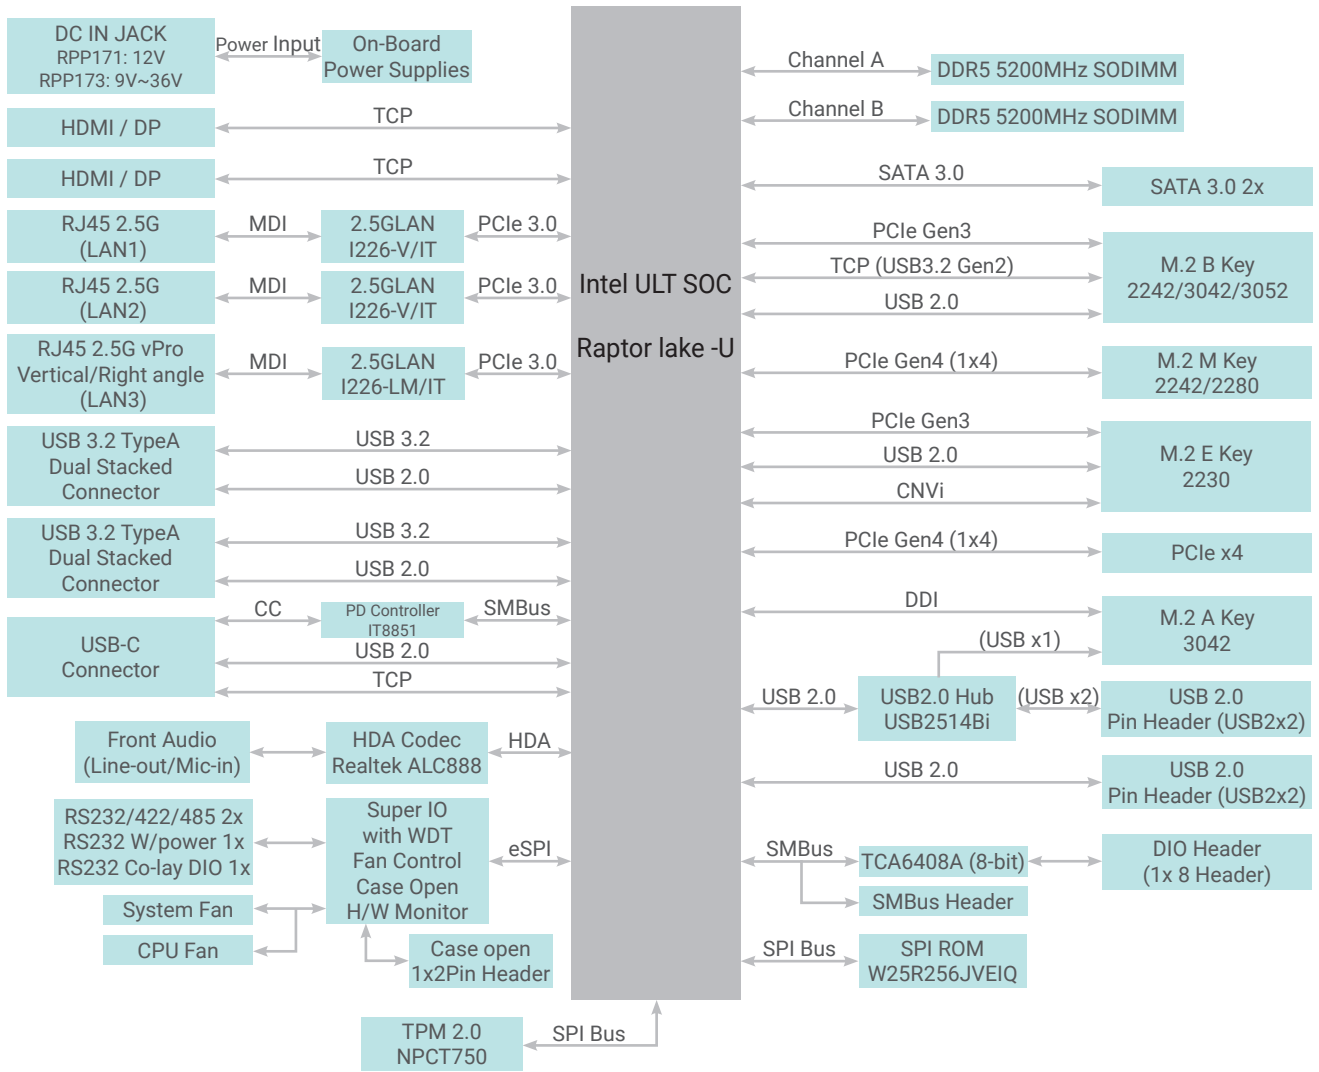 DC IN JACK
RPP171: 12V
RPP173: 9V~36V
Power Input
On-Board
Power Supplies
HDMI / DP
TCP
HDMI / DP
TCP
RJ45 2.5G
(LAN1)
MDI
2.5GLAN
I226-V/IT
PCIe 3.0
RJ45 2.5G
(LAN2)
MDI
2.5GLAN
I226-V/IT
PCIe 3.0
RJ45 2.5G vPro
Vertical/Right angle
(LAN3)
MDI
2.5GLAN
I226-LM/IT
PCIe 3.0
USB 3.2 TypeA
Dual Stacked
Connector
USB 3.2
USB 2.0
USB 3.2 TypeA
Dual Stacked
Connector
USB 3.2
USB 2.0
USB-C
Connector
CC
PD Controller
IT8851
SMBus
USB 2.0
TCP
Front Audio
(Line-out/Mic-in)
HDA Codec
Realtek ALC888
HDA
RS232/422/485 2x
RS232 W/power 1x
RS232 Co-lay DIO 1x
Super IO
with WDT
Fan Control
Case Open
H/W Monitor
eSPI
System Fan
CPU Fan
Case open
1x2Pin Header
TPM 2.0
NPCT750
SPI Bus
Intel ULT SOC
Raptor lake -U
Channel A
DDR5 5200MHz SODIMM
Channel B
DDR5 5200MHz SODIMM
SATA 3.0
SATA 3.0 2x
PCIe Gen3
TCP (USB3.2 Gen2)
USB 2.0
M.2 B Key
2242/3042/3052
PCIe Gen4 (1x4)
M.2 M Key
2242/2280
PCIe Gen3
USB 2.0
CNVi
M.2 E Key
2230
PCIe Gen4 (1x4)
PCIe x4
DDI
M.2 A Key
3042
(USB x1)
USB 2.0
USB2.0 Hub
USB2514Bi
(USB x2)
USB 2.0
Pin Header (USB2x2)
USB 2.0
USB 2.0
Pin Header (USB2x2)
SMBus
TCA6408A (8-bit)
DIO Header
(1x 8 Header)
SMBus Header
SPI Bus
SPI ROM
W25R256JVEIQ